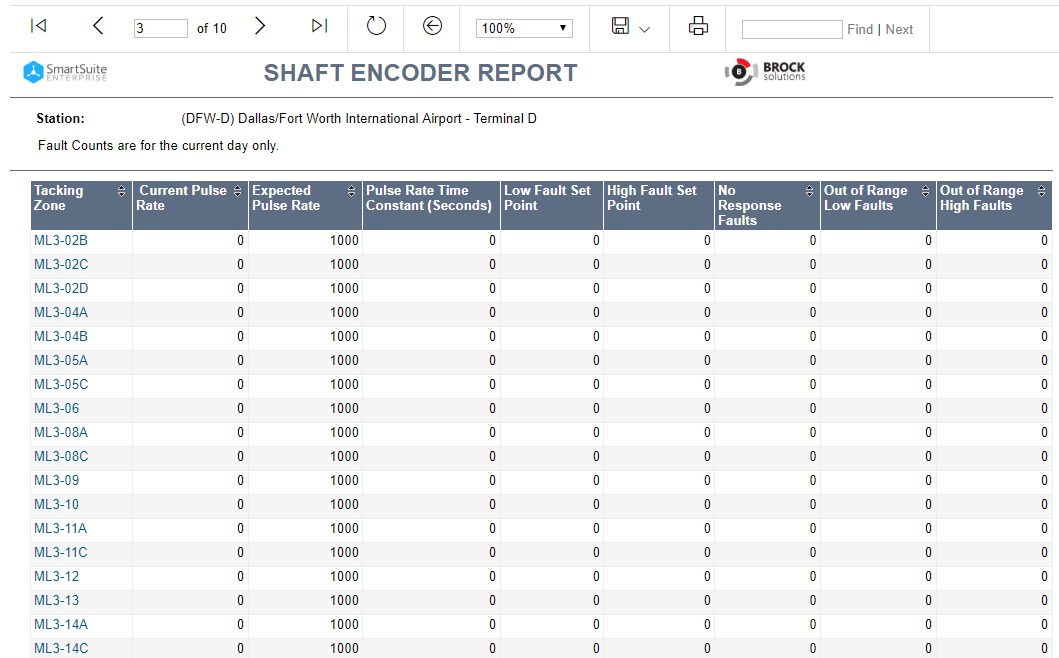 3 of 10 100% Find | Next
SmartSuite
ENTERPRISE
SHAFT ENCODER REPORT
B BROCK
solutions
Station: (DFW-D) Dallas/Fort Worth International Airport - Terminal D
Fault Counts are for the current day only.
Tacking Current Pulse Expected Pulse Rate Time Low Fault Set High Fault Set No Out of Range Out of Range
Zone Rate Pulse Rate Constant (Seconds) Point Point Response Low Faults High Faults
Faults
ML3-02B 0 1000 0 0 0 0 0 0
ML3-02C 0 1000 0 0 0 0 0 0
ML3-02D 0 1000 0 0 0 0 0 0
ML3-04A 0 1000 0 0 0 0 0 0
ML3-04B 0 1000 0 0 0 0 0 0
ML3-05A 0 1000 0 0 0 0 0 0
ML3-05C 0 1000 0 0 0 0 0 0
ML3-06 0 1000 0 0 0 0 0 0
ML3-08A 0 1000 0 0 0 0 0 0
ML3-08C 0 1000 0 0 0 0 0 0
ML3-09 0 1000 0 0 0 0 0 0
ML3-10 0 1000 0 0 0 0 0 0
ML3-11A 0 1000 0 0 0 0 0 0
ML3-11C 0 1000 0 0 0 0 0 0
ML3-12 0 1000 0 0 0 0 0 0
ML3-13 0 1000 0 0 0 0 0 0
ML3-14A 0 1000 0 0 0 0 0 0
ML3-14C 0 1000 0 0 0 0 0 0